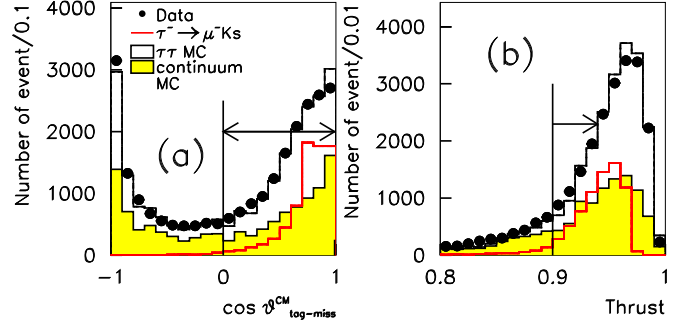 Number of event/0.1
4000
3000
2000
1000
0
Data
τ⁻→μ⁻Ks
ττ MC
continuum
MC
(a)
-1
0
1
cos ϑ^CM_tag-miss
Number of event/0.01
4000
3000
2000
1000
0
(b)
0.8
0.9
1
Thrust